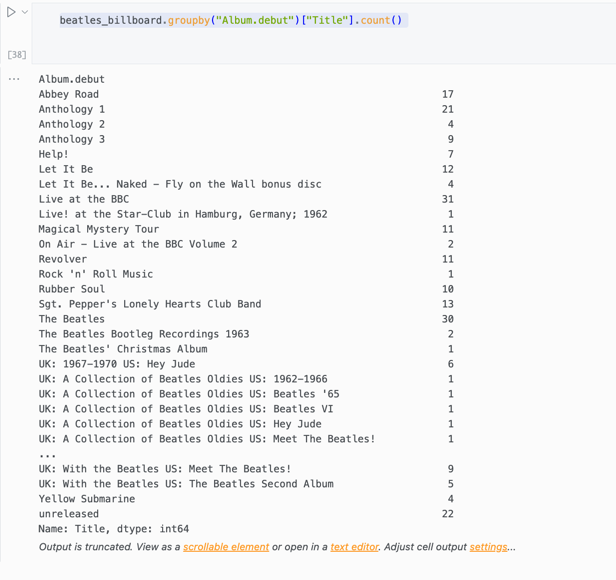 beatles_billboard.groupby("Album.debut")["Title"].count()
[38]
... Album.debut
Abbey Road 17
Anthology 1 21
Anthology 2 4
Anthology 3 9
Help! 7
Let It Be 12
Let It Be... Naked - Fly on the Wall bonus disc 4
Live at the BBC 31
Live! at the Star-Club in Hamburg, Germany; 1962 1
Magical Mystery Tour 11
On Air - Live at the BBC Volume 2 2
Revolver 11
Rock 'n' Roll Music 1
Rubber Soul 10
Sgt. Pepper's Lonely Hearts Club Band 13
The Beatles 30
The Beatles Bootleg Recordings 1963 2
The Beatles' Christmas Album 1
UK: 1967-1970 US: Hey Jude 6
UK: A Collection of Beatles Oldies US: 1962-1966 1
UK: A Collection of Beatles Oldies US: Beatles '65 1
UK: A Collection of Beatles Oldies US: Beatles VI 1
UK: A Collection of Beatles Oldies US: Hey Jude 1
UK: A Collection of Beatles Oldies US: Meet The Beatles! 1
...
UK: With the Beatles US: Meet The Beatles! 9
UK: With the Beatles US: The Beatles Second Album 5
Yellow Submarine 4
unreleased 22
Name: Title, dtype: int64
Output is truncated. View as a scrollable element or open in a text editor. Adjust cell output settings...